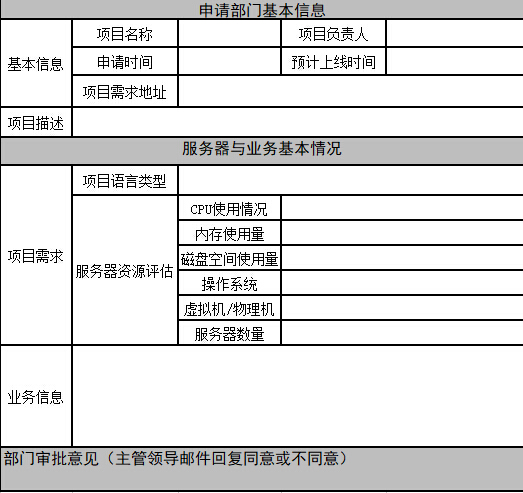 申请部门基本信息
项目名称
项目负责人
基本信息
申请时间
预计上线时间
项目需求地址
项目描述
服务器与业务基本情况
项目语言类型
CPU使用情况
内存使用量
项目需求
磁盘空间使用量
服务器资源评估
操作系统
虚拟机/物理机
服务器数量
业务信息
部门审批意见（主管领导邮件回复同意或不同意）